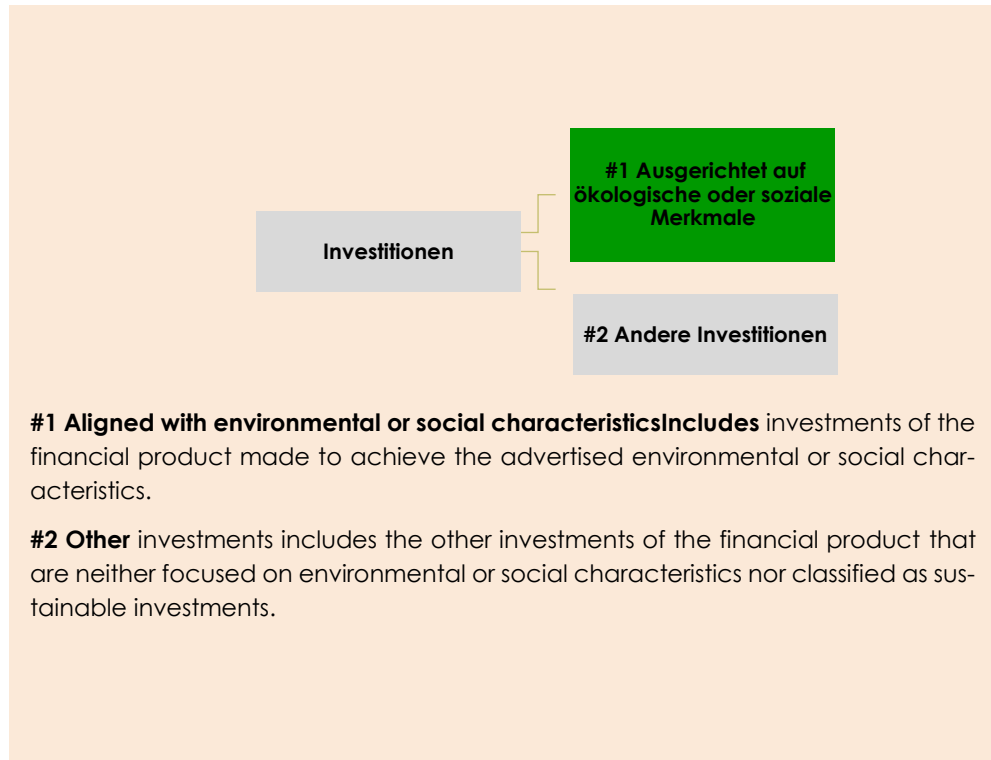 #1 Ausgerichtet auf
ökologische oder soziale
Merkmale
Investitionen
#2 Andere Investitionen
#1 Aligned with environmental or social characteristicsIncludes investments of the
financial product made to achieve the advertised environmental or social char-
acteristics.
#2 Other investments includes the other investments of the financial product that
are neither focused on environmental or social characteristics nor classified as sus-
tainable investments.